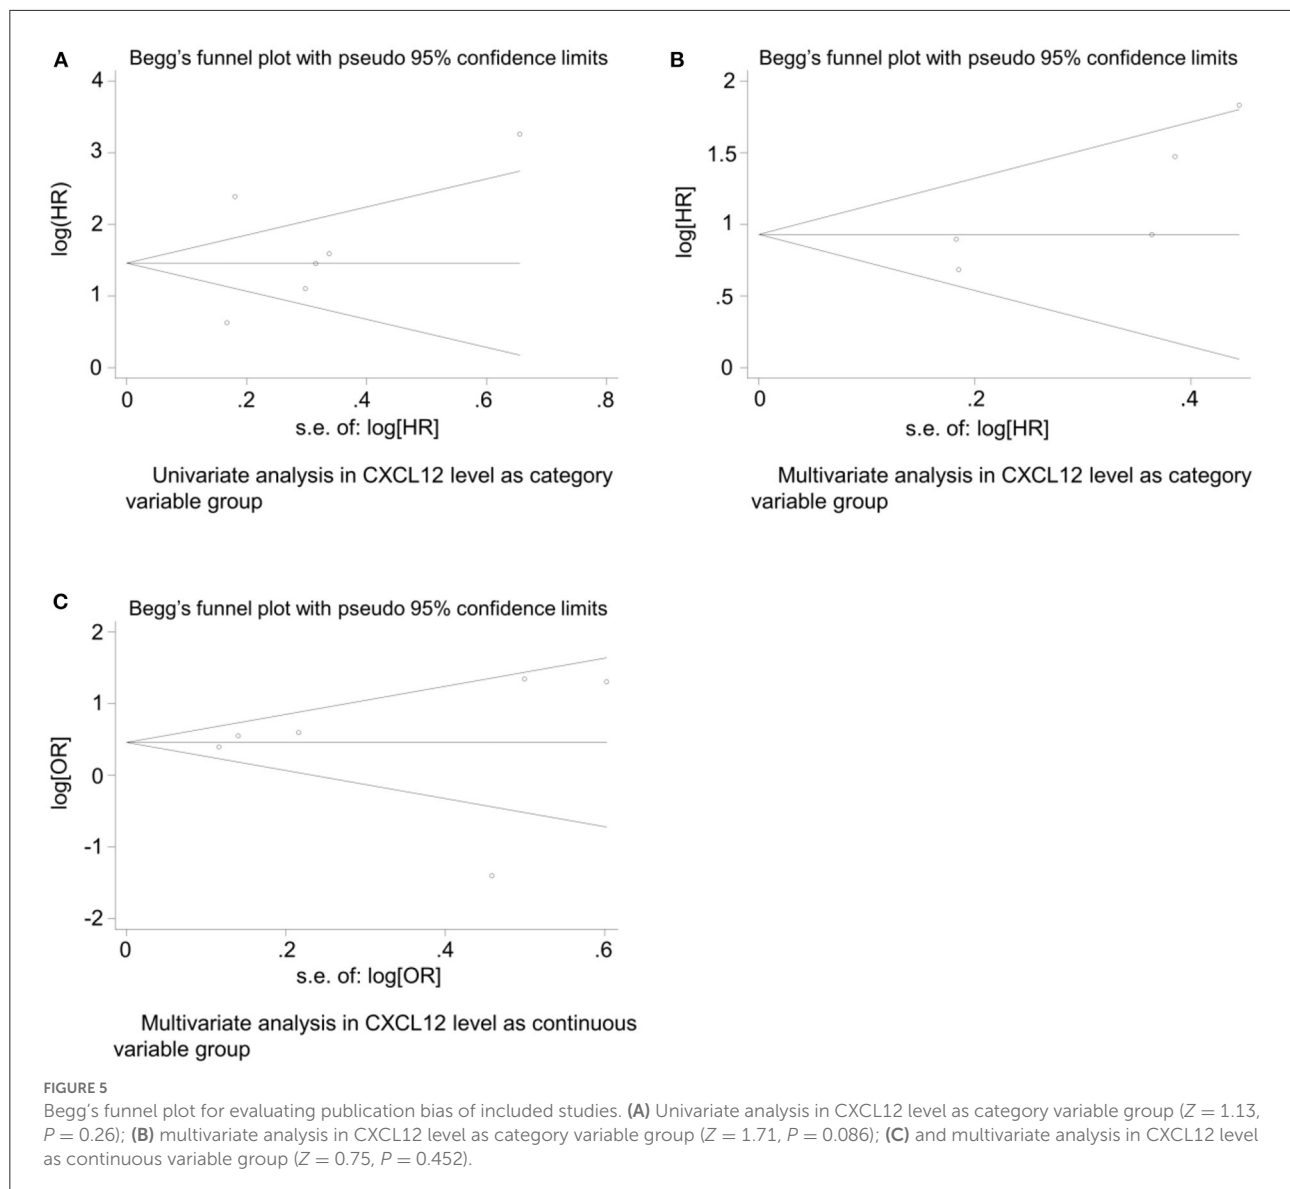 A
Begg's funnel plot with pseudo 95% confidence limits
4
3
2
1
0
log(HR)
0 .2 .4 .6 .8
s.e. of: log[HR]
Univariate analysis in CXCL12 level as category
variable group
B
Begg's funnel plot with pseudo 95% confidence limits
2
1.5
1
.5
0
log[HR]
0 .2 .4
s.e. of: log[HR]
Multivariate analysis in CXCL12 level as category
variable group
C
Begg's funnel plot with pseudo 95% confidence limits
2
1
0
-1
-2
log[OR]
0 .2 .4 .6
s.e. of: log[OR]
Multivariate analysis in CXCL12 level as continuous
variable group
FIGURE 5
Begg's funnel plot for evaluating publication bias of included studies. (A) Univariate analysis in CXCL12 level as category variable group (Z = 1.13,
P = 0.26); (B) multivariate analysis in CXCL12 level as category variable group (Z = 1.71, P = 0.086); (C) and multivariate analysis in CXCL12 level
as continuous variable group (Z = 0.75, P = 0.452).